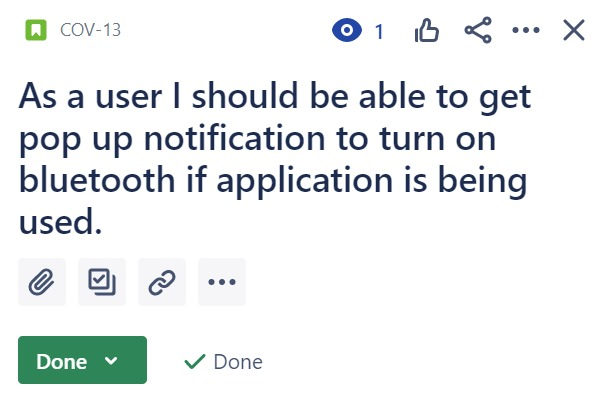 COV-13
1
As a user I should be able to get
pop up notification to turn on
bluetooth if application is being
used.
Done
Done